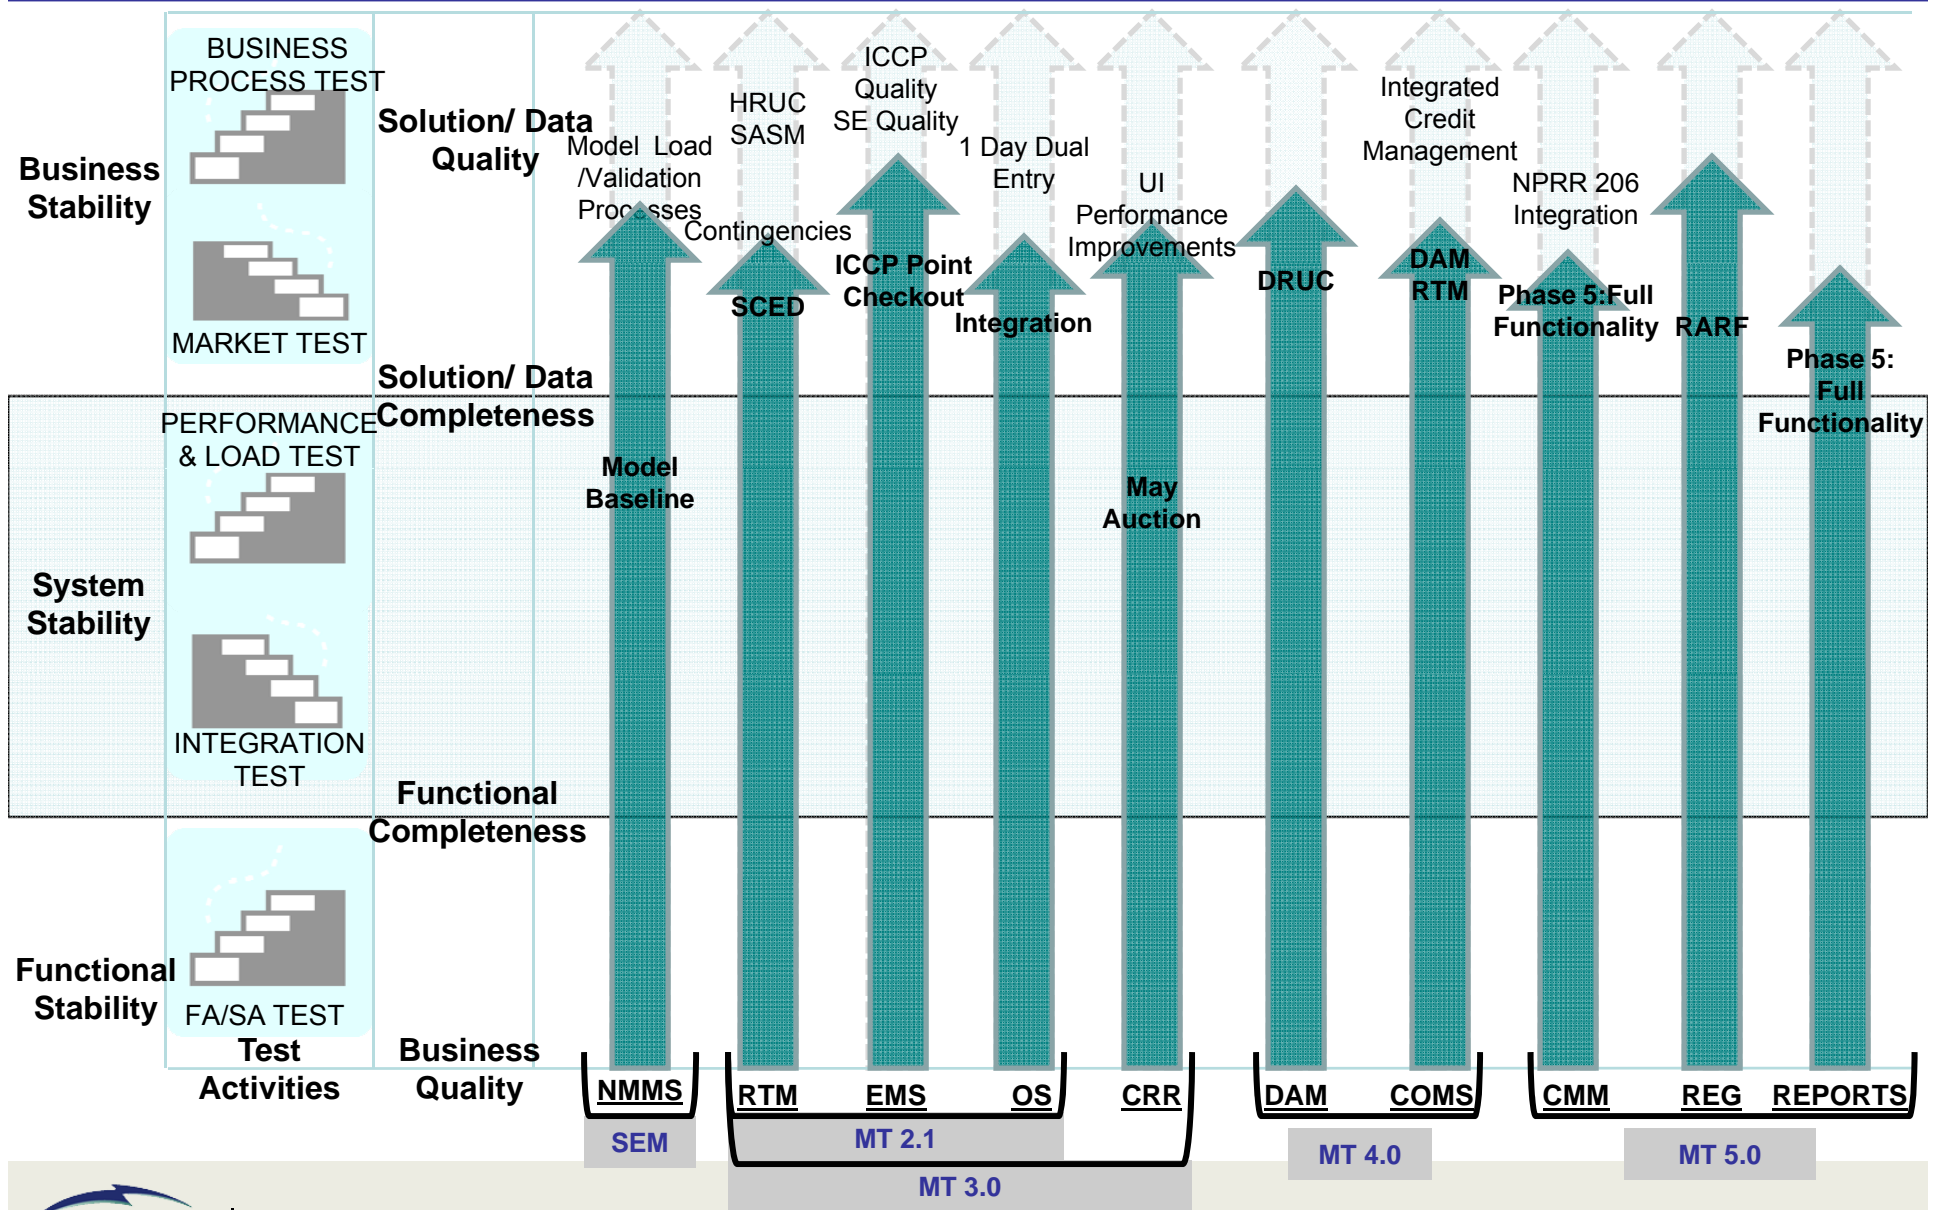 BUSINESS
PROCESS TEST
Business
Stability
MARKET TEST
Solution/ Data
Quality
Solution/ Data
Completeness
PERFORMANCE
& LOAD TEST
System
Stability
INTEGRATION
TEST
Functional
Completeness
Functional
Stability
FA/SA TEST
Test
Activities
Business
Quality
Model Load
/Validation
Processes
Model
Baseline
HRUC
SASM
Contingencies
SCED
ICCP
Quality
SE Quality
ICCP Point
Checkout
1 Day Dual
Entry
Integration
UI
Performance
Improvements
May
Auction
DRUC
Integrated
Credit
Management
DAM
RTM
NPRR 206
Integration
Phase 5:Full
Functionality
RARF
Phase 5:
Full
Functionality
NMMS
RTM
EMS
OS
CRR
DAM
COMS
CMM
REG
REPORTS
SEM
MT 2.1
MT 3.0
MT 4.0
MT 5.0